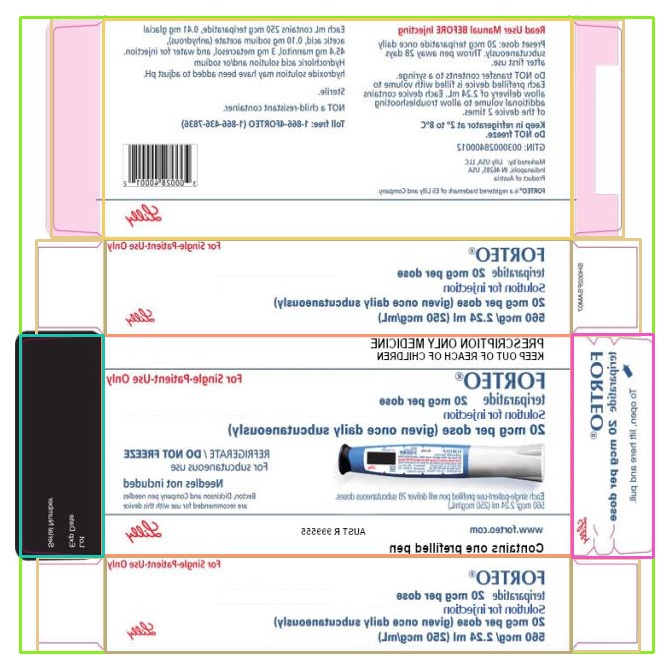 Read User Manual BEFORE Injecting
Preset dose: 20 mcg teriparatide once daily
subcutaneously. Throw pen away 28 days
after first use.
Do NOT transfer contents to a syringe.
Each prefilled device is filled with volume to
allow delivery of 2.24 mL. Each device contains
additional volume to allow troubleshooting
of the device 2 times.
Keep in refrigerator at 2° to 8°C
Do NOT freeze.
GTIN: 00300028400012
Marketed by: Lilly USA, LLC
Indianapolis, IN 46285, USA
Product of Austria
FORTEO® is a registered trademark of Eli Lilly and Company
Each mL contains 250 mcg teriparatide, 0.41 mg glacial
acetic acid, 0.10 mg sodium acetate (anhydrous),
45.4 mg mannitol, 3 mg metacresol, and water for injection.
Hydrochloric acid solution and/or sodium
hydroxide solution may have been added to adjust pH.
Sterile.
NOT a child-resistant container.
Toll free: 1-866-4FORTEO (1-866-436-7836)
Lilly
FORTEO®
teriparatide 20 mcg per dose
Solution for injection
20 mcg per dose (given) once daily subcutaneously)
560 mcg/ 2.24 ml (250 mcg/mL)
For Single-Patient-Use Only
Lilly
PRESCRIPTION ONLY MEDICINE
KEEP OUT OF REACH OF CHILDREN
FORTEO®
teriparatide 20 mcg per dose
Solution for injection
20 mcg per dose (given once daily subcutaneously)
For Single-Patient-Use Only
REFRIGERATE / DO NOT FREEZE
For subcutaneous use
Needles not included
Becton, Dickinson and Company pen needles
are recommended for use with this device
Each single-patient-use prefilled pen will deliver 28 subcutaneous doses.
560 mcg/ 2.24 ml (250 mcg/mL)
www.forteo.com
AUST R 999555
Lilly
Contains one prefilled pen
Lot
Exp Date
Serial Number
To open, lift here and pull.
teriparatide 20 mcg per dose
FORTEO®
Lilly
FORTEO®
teriparatide 20 mcg per dose
Solution for injection
20 mcg per dose (given once daily subcutaneously)
560 mcg/ 2.24 ml (250 mcg/mL)
For Single-Patient-Use Only
Lilly